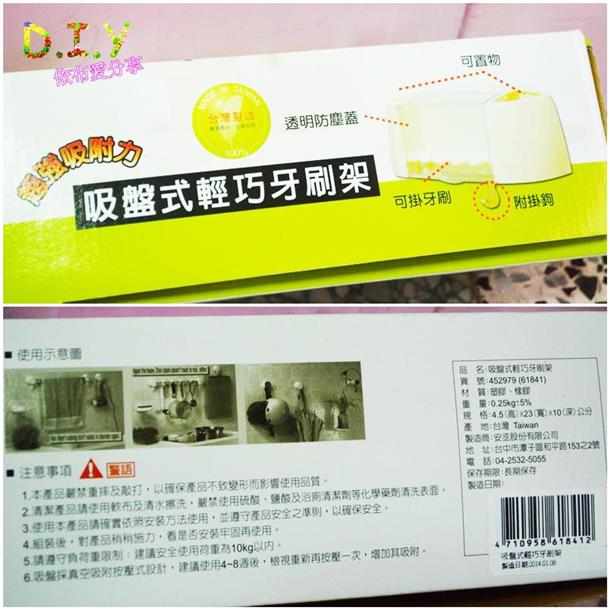 D.I.Y
依布愛分享
可置物
MADE IN TAIWAN
台灣製造
100%
透明防塵蓋
超強吸附力
吸盤式輕巧牙刷架
可掛牙刷
附掛鉤
■ 使用示意圖
品 名:吸盤式輕巧牙刷架
貨 號:452979 (61841)
材 質:塑膠、橡膠
重 量:0.25kg±5%
規 格:4.5(高)×23(寬)×10(深)公分
產 地:台灣 Taiwan
製造商:安丞股份有限公司
地 址:台中市潭子區和平路153之2號
電 話:04-2532-5055
保存期限:長期保存
製造日期:
■ 注意事項 警語
1.本產品嚴禁重摔及敲打，以確保產品不致變形而影響使用品質。
2.清潔產品請使用軟布及清水擦洗，嚴禁使用硫酸、鹽酸及浴廁清潔劑等化學藥劑清洗表面。
3.使用本產品請確實依照安裝方法使用，並遵守產品安全之準則，以確保安全。
4.組裝後，對產品稍稍施力，看是否安裝牢固再安心使用。
5.請遵守負荷限制：建議安全使用荷重為10kg以內。
6.吸盤採真空吸附按壓式設計，建議使用4~8週後，檢視重新再按壓一次，增加其吸附。
4 710958 618412
吸盤式輕巧牙刷架
製造日期:2014.01.08